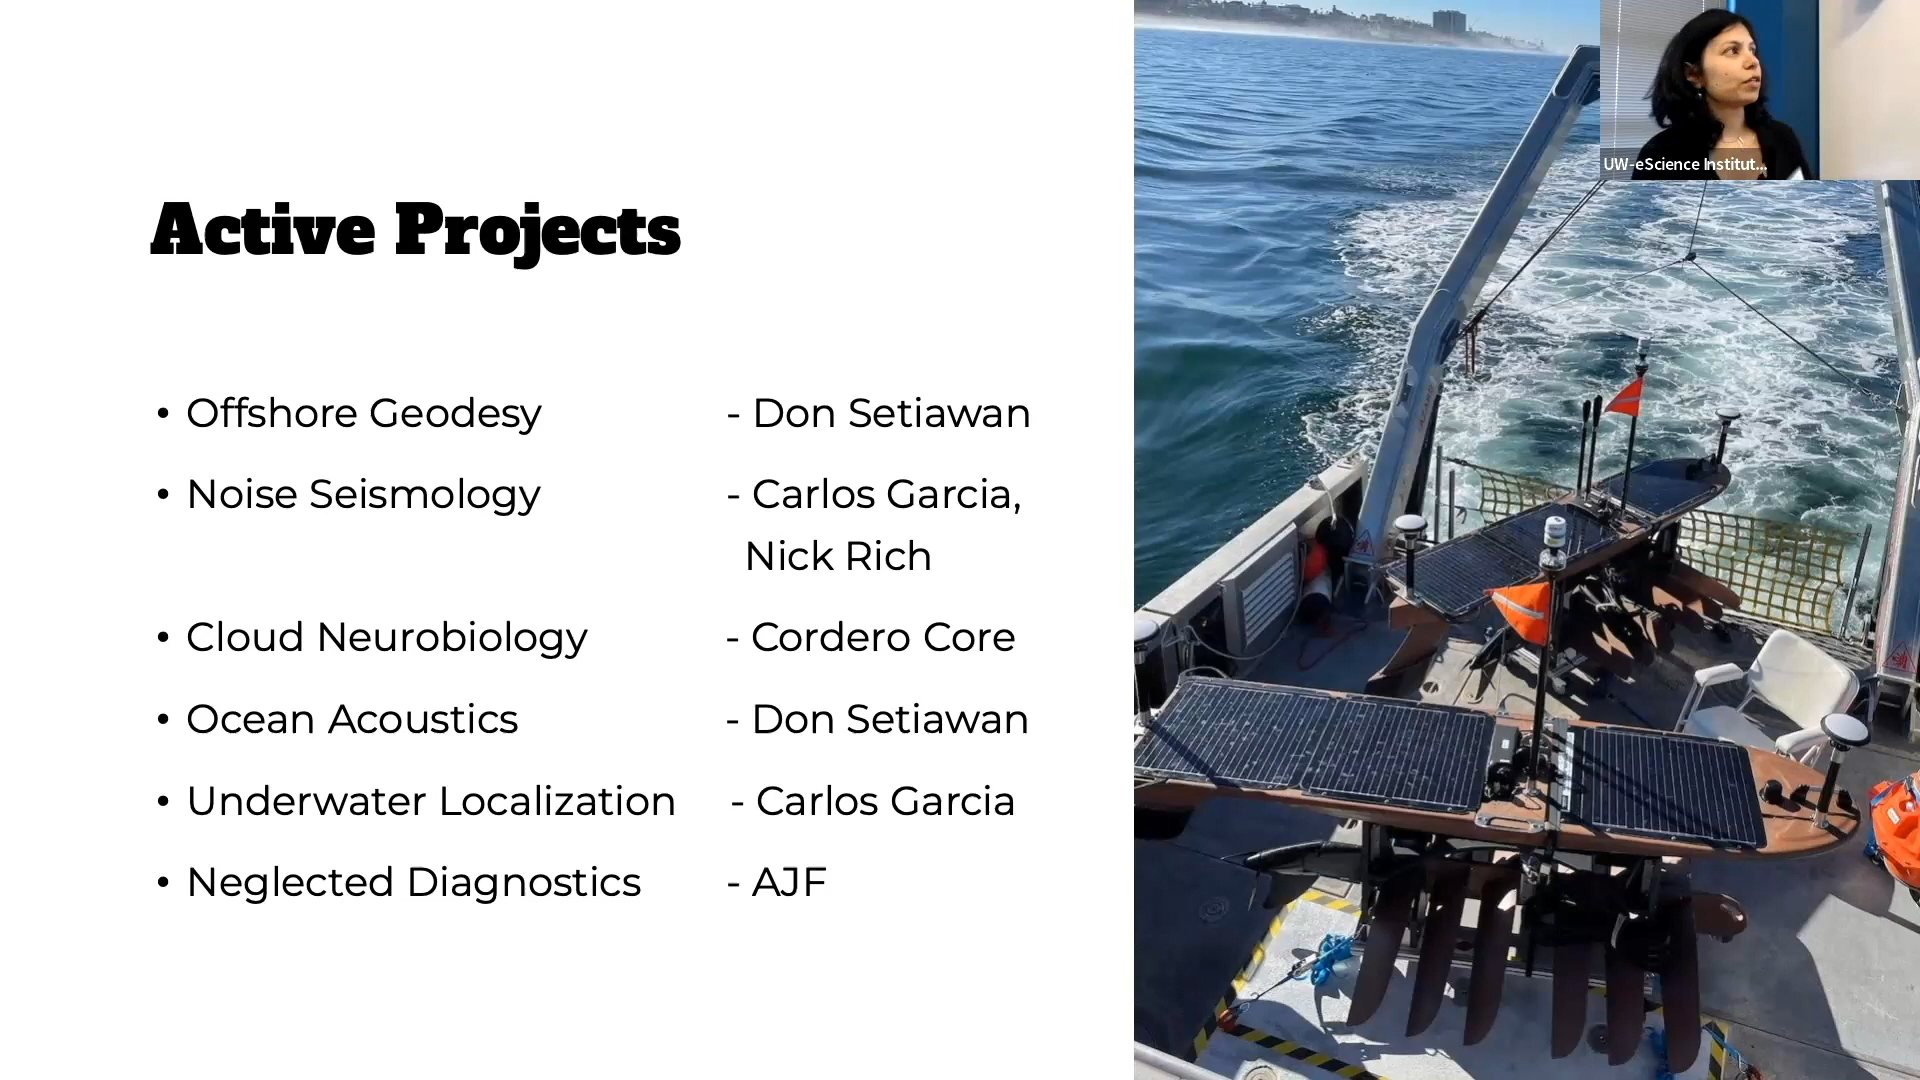 Active Projects
• Offshore Geodesy - Don Setiawan
• Noise Seismology - Carlos Garcia,
Nick Rich
• Cloud Neurobiology - Cordero Core
• Ocean Acoustics - Don Setiawan
• Underwater Localization - Carlos Garcia
• Neglected Diagnostics - AJF
UW-eScience Institut...